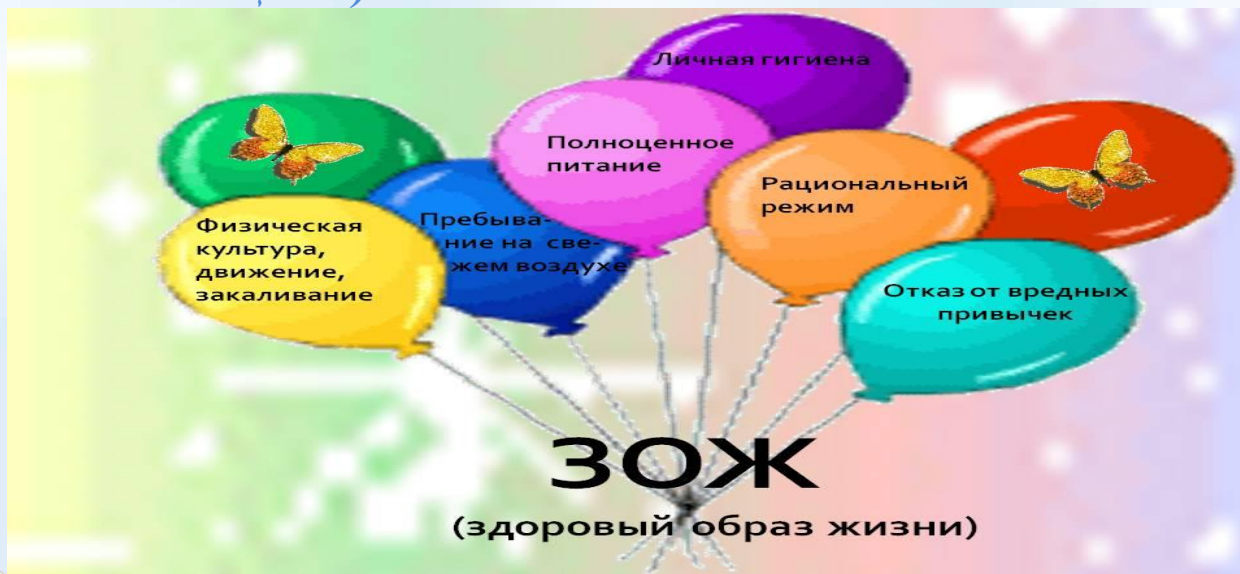 Личная гигиена
Полноценное
питание
Рациональный
режим
Физическая
культура,
движение,
закаливание
Пребыва-
ние на све-
жем воздухе
Отказ от вредных
привычек
ЗОЖ
(здоровый образ жизни)